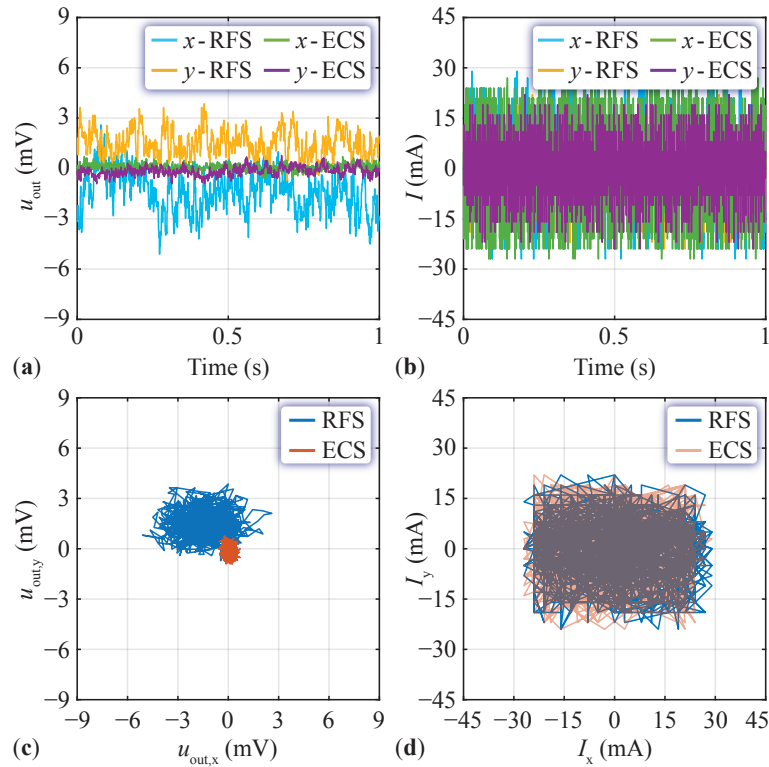 x-RFS x-ECS
y-RFS y-ECS
9
6
3
0
−3
−6
−9
u_out (mV)
0 0.5 1
(a) Time (s)
x-RFS x-ECS
y-RFS y-ECS
45
30
15
0
−15
−30
−45
I (mA)
0 0.5 1
(b) Time (s)
RFS
ECS
9
6
3
0
−3
−6
−9
u_out,y (mV)
−9 −6 −3 0 3 6 9
(c) u_out,x (mV)
RFS
ECS
45
30
15
0
−15
−30
−45
I_y (mA)
−45 −30 −15 0 15 30 45
(d) I_x (mA)